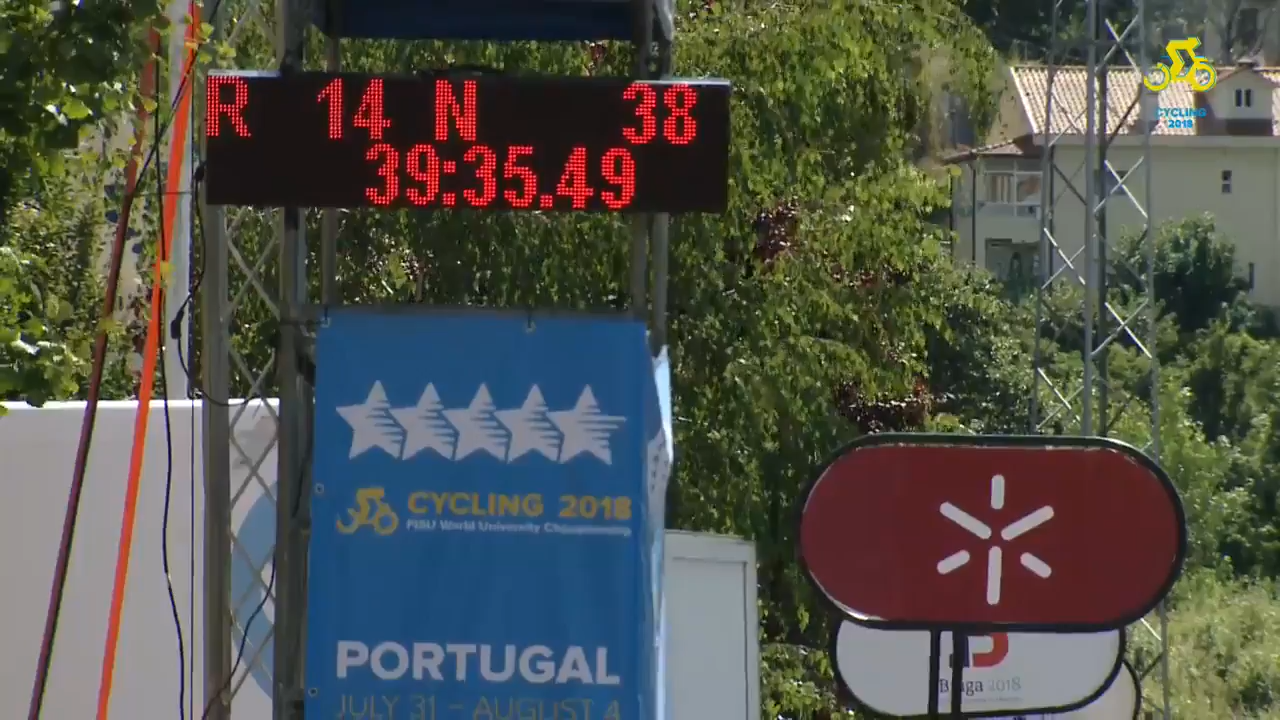 R 14 N 38
39:35.49
CYCLING
2018
CYCLING 2018
FISU World University Championship
PORTUGAL
JULY 31 - AUGUST 4
Braga 2018